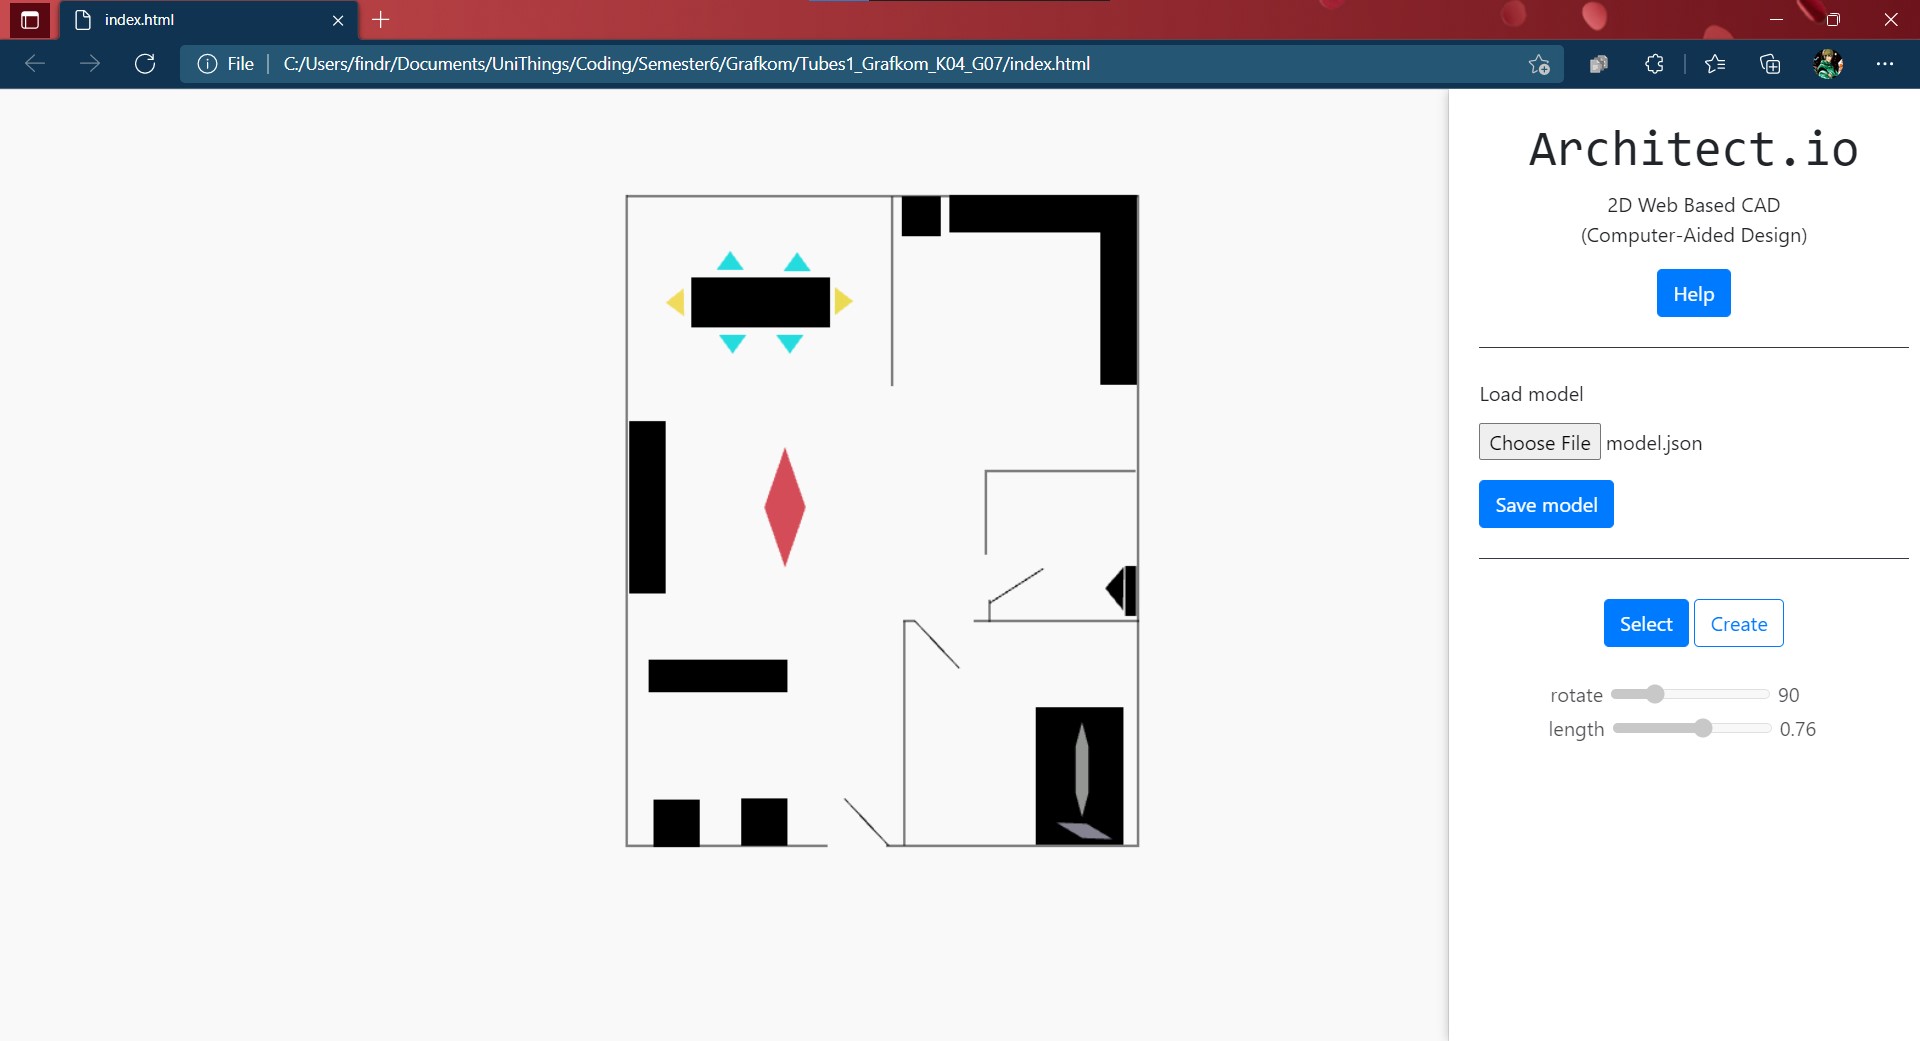 index.html
File
C:/Users/findr/Documents/UniThings/Coding/Semester6/Grafkom/Tubes1_Grafkom_K04_G07/index.html
Architect.io
2D Web Based CAD
(Computer-Aided Design)
Help
Load model
Choose File model.json
Save model
Select Create
rotate 90
length 0.76